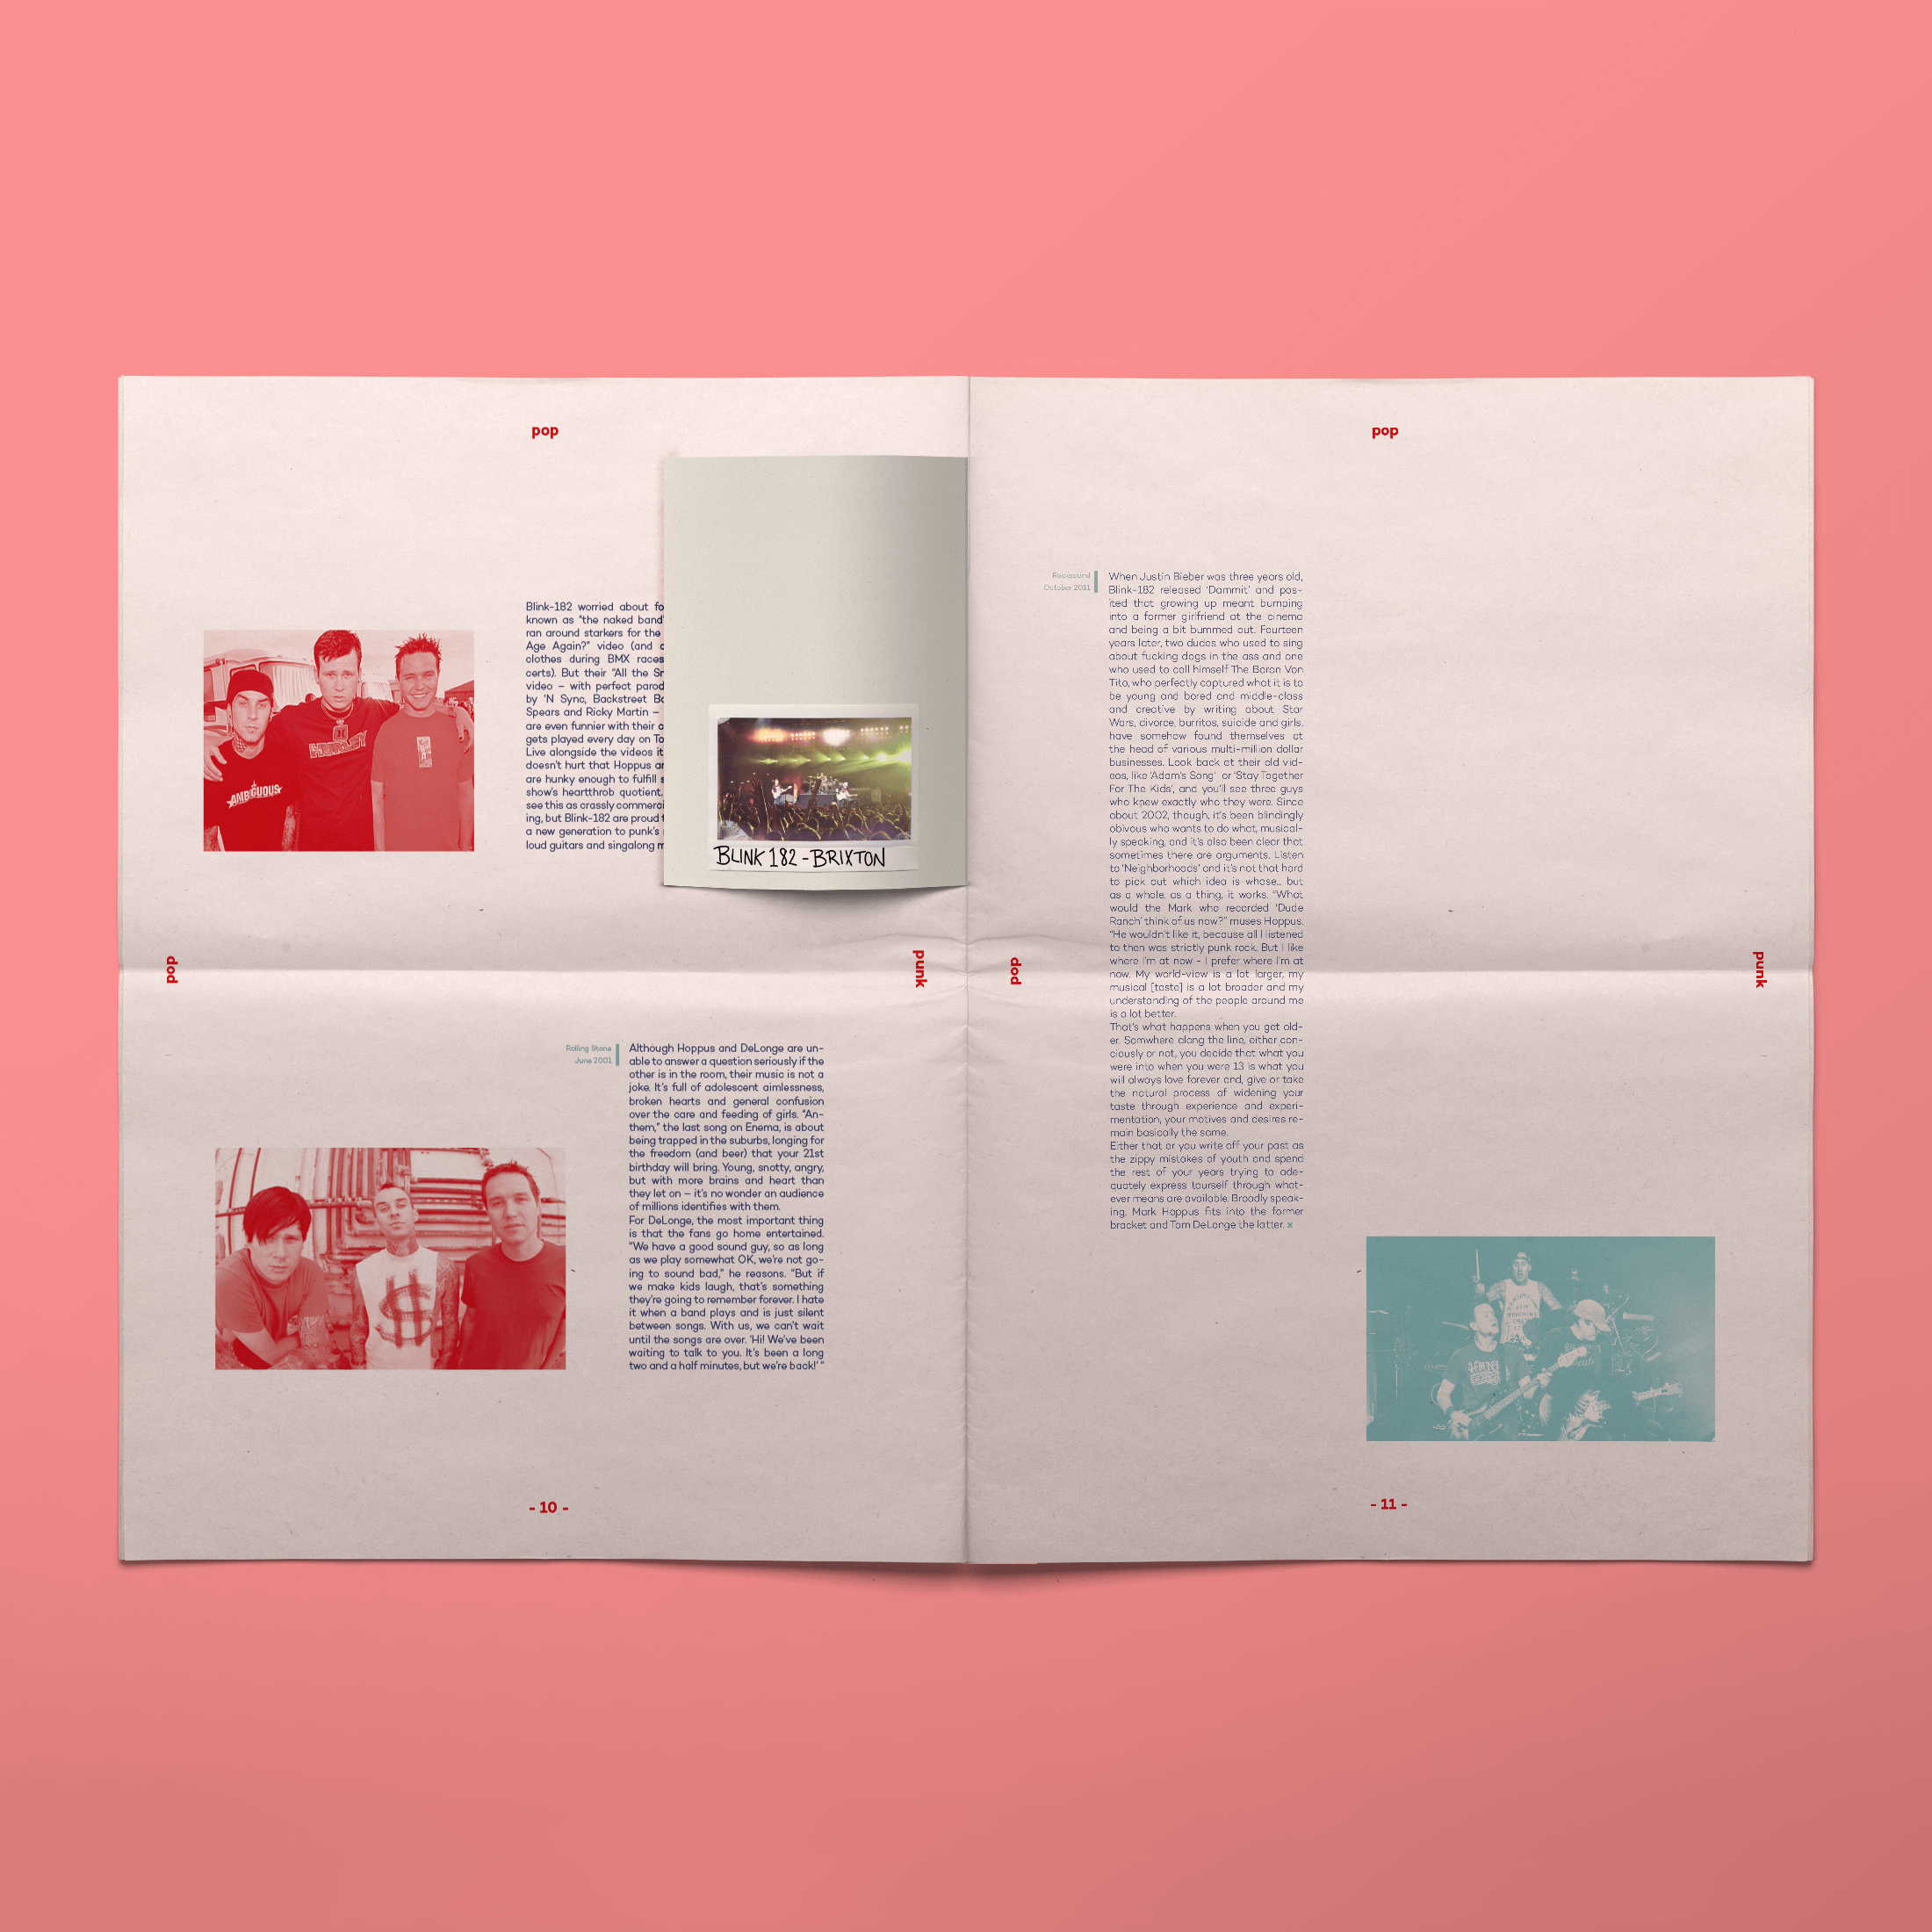 pop
Blink-182 worried about fo
known as "the naked band"
ran around starkers for the
Age Again?" video (and
clothes during BMX races
certs). But their "All the
video – with perfect parod
by 'N Sync, Backstreet
Spears and Ricky Martin –
are even funnier with their
gets played every day on To
Live alongside the videos it
doesn't hurt that Hoppus
are hunky enough to fulfill
show's heartthrob quotient.
see this as crassly commerci
ing, but Blink-182 are proud
a new generation to punk's
loud guitars and singalong
AMBIGUOUS
HURLEY
BLINK 182 - BRIXTON
pop
punk
Rolling Stone
June 2001
Although Hoppus and DeLonge are un-
able to answer a question seriously if the
other is in the room, their music is not a
joke. It's full of adolescent aimlessness,
broken hearts and general confusion
over the care and feeding of girls. "An-
them," the last song on Enema, is about
being trapped in the suburbs, longing for
the freedom (and beer) that your 21st
birthday will bring. Young, snotty, angry,
but with more brains and heart than
they let on – it's no wonder an audience
of millions identifies with them.
For DeLonge, the most important thing
is that the fans go home entertained.
"We have a good sound guy, so as long
as we play somewhat OK, we're not go-
ing to sound bad," he reasons. "But if
we make kids laugh, that's something
they're going to remember forever. I hate
it when a band plays and is just silent
between songs. With us, we can't wait
until the songs are over. 'Hi! We've been
waiting to talk to you. It's been a long
two and a half minutes, but we're back!' "
$
- 10 -
pop
Rocksound
October 2011
When Justin Bieber was three years old,
Blink-182 released 'Dammit' and pos-
ited that growing up meant bumping
into a former girlfriend at the cinema
and being a bit bummed out. Fourteen
years later, two dudes who used to sing
about fucking dogs in the ass and one
who used to call himself The Baron Von
Tito, who perfectly captured what it is to
be young and bored and middle-class
and creative by writing about Star
Wars, divorce, burritos, suicide and girls,
have somehow found themselves at
the head of various multi-million dollar
businesses. Look back at their old vid-
eos, like 'Adam's Song' or 'Stay Together
For The Kids', and you'll see three guys
who knew exactly who they were. Since
about 2002, though, it's been blindingly
obivous who wants to do what, musical-
ly speaking, and it's also been clear that
sometimes there are arguments. Listen
to 'Neighborhoods' and it's not that hard
to pick out which idea is whose... but
as a whole, as a thing, it works. "What
would the Mark who recorded 'Dude
Ranch' think of us now?" muses Hoppus.
"He wouldn't like it, because all I listened
to then was strictly punk rock. But I like
where I'm at now - I prefer where I'm at
now. My world-view is a lot larger, my
musical [taste] is a lot broader and my
understanding of the people around me
is a lot better.
That's what happens when you get old-
er. Somwhere along the line, either con-
ciously or not, you decide that what you
were into when you were 13 is what you
will always love forever and, give or take
the natural process of widening your
taste through experience and experi-
mentation, your motives and desires re-
main basically the same.
Either that or you write off your past as
the zippy mistakes of youth and spend
the rest of your years trying to ade-
quately express tourself through what-
ever means are available. Broadly speak-
ing, Mark Hoppus fits into the former
bracket and Tom DeLonge the latter. x
pop
punk
- 11 -